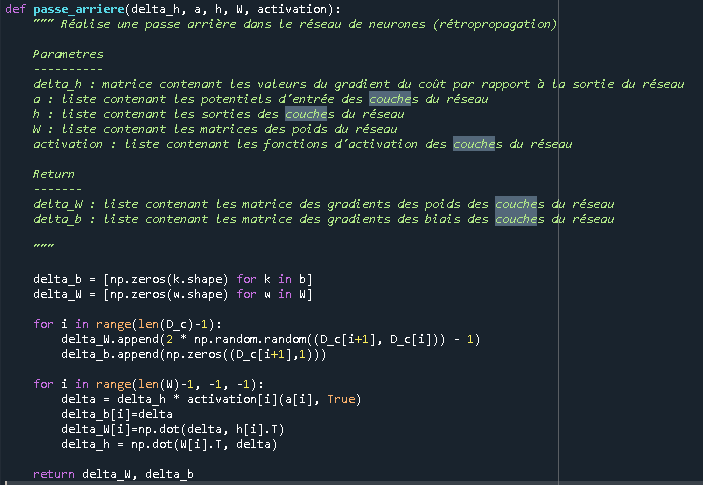 def passe_arriere(delta_h, a, h, W, activation):
    """ Réalise une passe arrière dans le réseau de neurones (rétropropagation)

    Parametres
    ----------
    delta_h : matrice contenant les valeurs du gradient du coût par rapport à la sortie du réseau
    a : liste contenant les potentiels d'entrée des couches du réseau
    h : liste contenant les sorties des couches du réseau
    W : liste contenant les matrices des poids du réseau
    activation : liste contenant les fonctions d'activation des couches du réseau

    Return
    -------
    delta_W : liste contenant les matrice des gradients des poids des couches du réseau
    delta_b : liste contenant les matrice des gradients des biais des couches du réseau

    """

    delta_b = [np.zeros(k.shape) for k in b]
    delta_W = [np.zeros(w.shape) for w in W]

    for i in range(len(D_c)-1):
        delta_W.append(2 * np.random.random((D_c[i+1], D_c[i])) - 1)
        delta_b.append(np.zeros((D_c[i+1],1)))

    for i in range(len(W)-1, -1, -1):
        delta = delta_h * activation[i](a[i], True)
        delta_b[i]=delta
        delta_W[i]=np.dot(delta, h[i].T)
        delta_h = np.dot(W[i].T, delta)

    return delta_W, delta_b